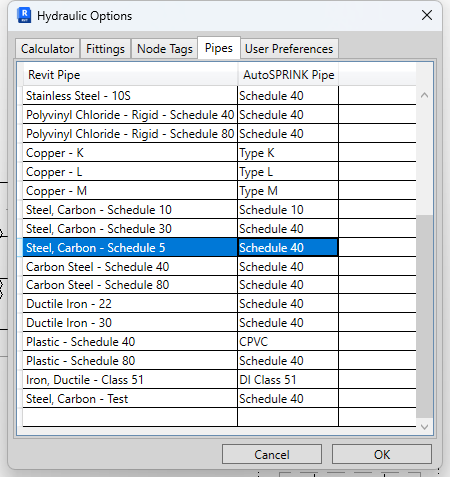 Hydraulic Options
Calculator Fittings Node Tags Pipes User Preferences
Revit Pipe AutoSPRINK Pipe
Stainless Steel - 10S Schedule 40
Polyvinyl Chloride - Rigid - Schedule 40 Schedule 40
Polyvinyl Chloride - Rigid - Schedule 80 Schedule 40
Copper - K Type K
Copper - L Type L
Copper - M Type M
Steel, Carbon - Schedule 10 Schedule 10
Steel, Carbon - Schedule 30 Schedule 40
Steel, Carbon - Schedule 5 Schedule 40
Carbon Steel - Schedule 40 Schedule 40
Carbon Steel - Schedule 80 Schedule 40
Ductile Iron - 22 Schedule 40
Ductile Iron - 30 Schedule 40
Plastic - Schedule 40 CPVC
Plastic - Schedule 80 Schedule 40
Iron, Ductile - Class 51 DI Class 51
Steel, Carbon - Test Schedule 40
Cancel OK